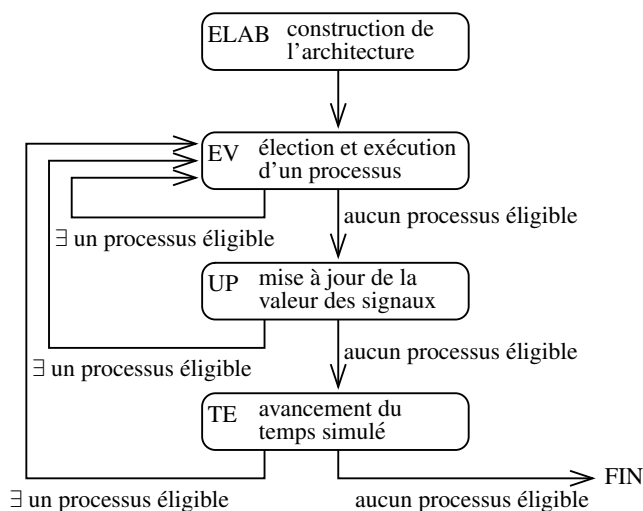 ELAB construction de
l'architecture
EV élection et exécution
d'un processus
aucun processus éligible
∃ un processus éligible
UP mise à jour de la
valeur des signaux
aucun processus éligible
∃ un processus éligible
TE avancement du
temps simulé
FIN
∃ un processus éligible
aucun processus éligible